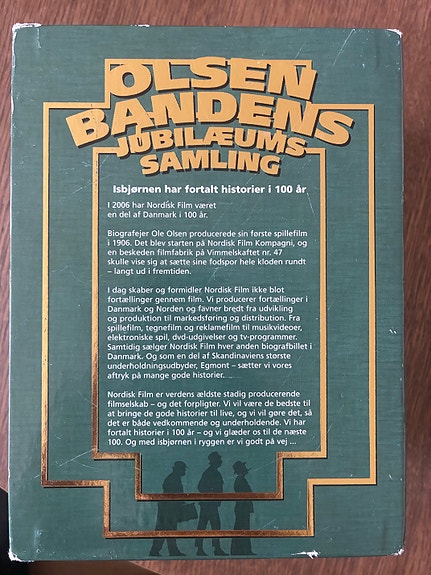 OLSEN
BANDENS
JUBILÆUMS
SAMLING
Isbjørnen har fortalt historier i 100 år
I 2006 har Nordisk Film været
en del af Danmark i 100 år.
Biografejer Ole Olsen producerede sin første spillefilm
i 1906. Det blev starten på Nordisk Film Kompagni, og
en beskeden filmfabrik på Vimmelskaftet nr. 47
skulle vise sig at sætte sine fodspor hele kloden rundt
– langt ud i fremtiden.
I dag skaber og formidler Nordisk Film ikke blot
fortællinger gennem film. Vi producerer fortællinger i
Danmark og Norden og favner bredt fra udvikling
og produktion til markedsføring og distribution. Fra
spillefilm, tegnefilm og reklamefilm til musikvideoer,
elektroniske spil, dvd-udgivelser og tv-programmer.
Samtidig sælger Nordisk Film hver anden biografbillet i
Danmark. Og som en del af Skandinaviens største
underholdningsudbyder, Egmont – sætter vi vores
aftryk på mange gode historier.
Nordisk Film er verdens ældste stadig producerende
filmselskab – og det forpligter. Vi vil være de bedste til
at bringe de gode historier til live, og vi vil gøre det, så
det er både vedkommende og underholdende. Vi har
fortalt historier i 100 år – og vi glæder os til de næste
100. Og med isbjørnen i ryggen er vi godt på vej ...